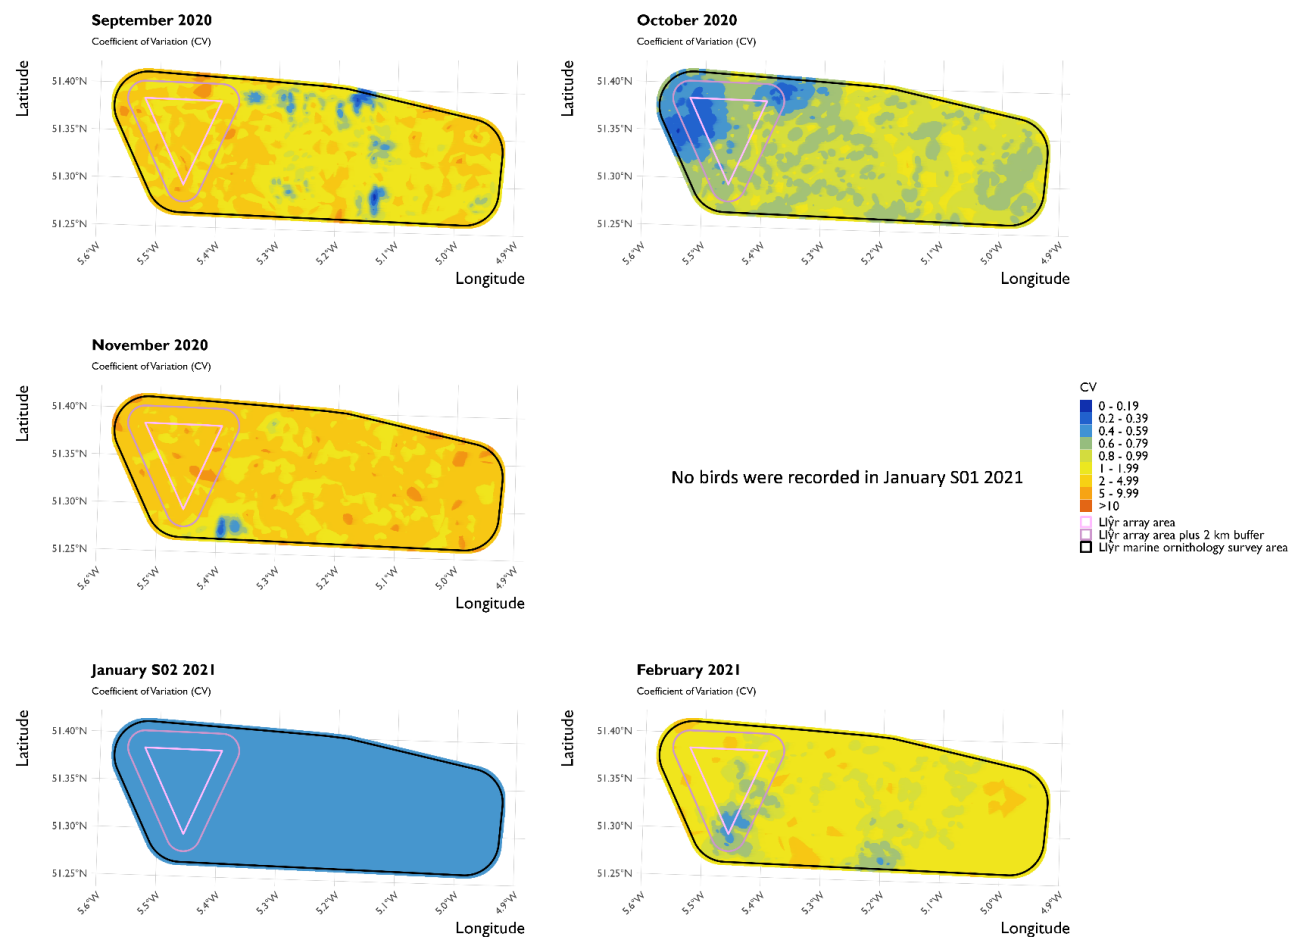 September 2020
Coefficient of Variation (CV)
Latitude
51.40°N
51.35°N
51.30°N
51.25°N
5.6°W
5.5°W
5.4°W
5.3°W
5.2°W
5.1°W
5.0°W
4.9°W
Longitude
October 2020
Coefficient of Variation (CV)
Latitude
51.40°N
51.35°N
51.30°N
51.25°N
5.6°W
5.5°W
5.4°W
5.3°W
5.2°W
5.1°W
5.0°W
4.9°W
Longitude
November 2020
Coefficient of Variation (CV)
Latitude
51.40°N
51.35°N
51.30°N
51.25°N
5.6°W
5.5°W
5.4°W
5.3°W
5.2°W
5.1°W
5.0°W
4.9°W
Longitude
No birds were recorded in January S01 2021
CV
0 - 0.19
0.2 - 0.39
0.4 - 0.59
0.6 - 0.79
0.8 - 0.99
1 - 1.99
2 - 4.99
5 - 9.99
>10
Llŷr array area
Llŷr array area plus 2 km buffer
Llŷr marine ornithology survey area
January S02 2021
Coefficient of Variation (CV)
Latitude
51.40°N
51.35°N
51.30°N
51.25°N
5.6°W
5.5°W
5.4°W
5.3°W
5.2°W
5.1°W
5.0°W
4.9°W
Longitude
February 2021
Coefficient of Variation (CV)
Latitude
51.40°N
51.35°N
51.30°N
51.25°N
5.6°W
5.5°W
5.4°W
5.3°W
5.2°W
5.1°W
5.0°W
4.9°W
Longitude